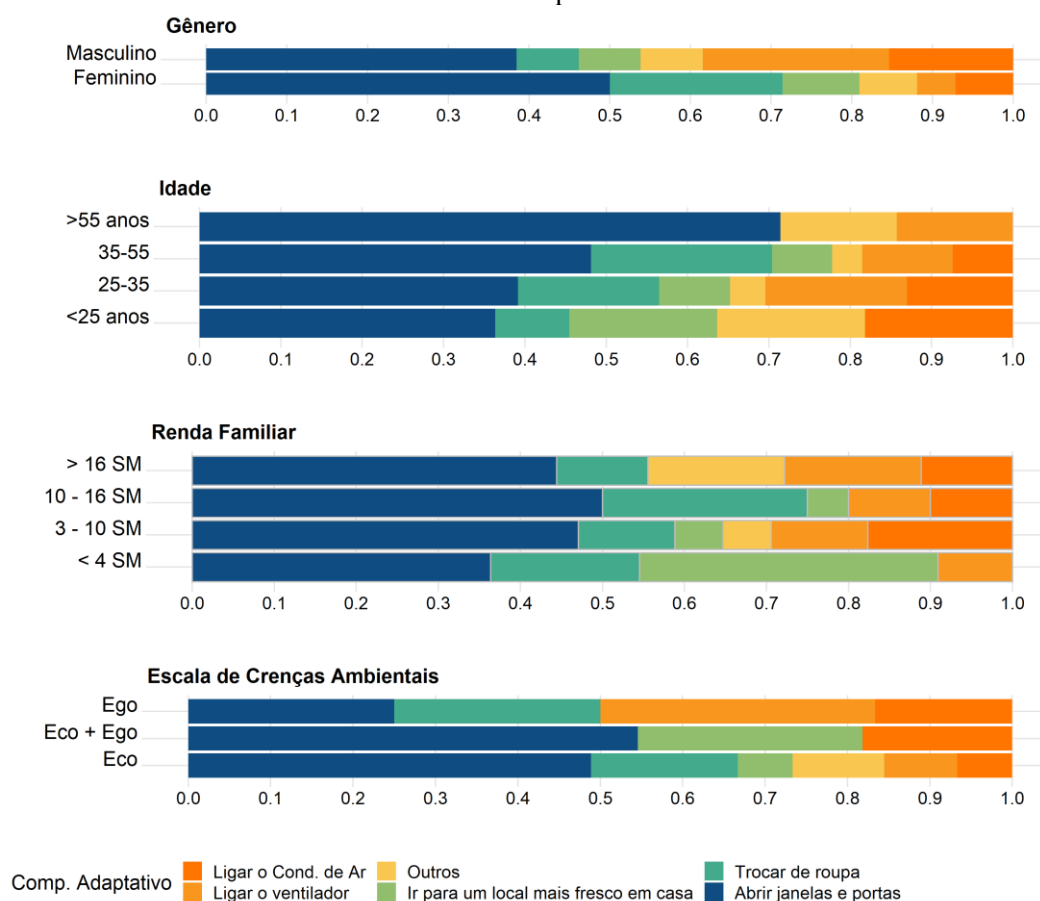 Gênero
Masculino
Feminino
0.0 0.1 0.2 0.3 0.4 0.5 0.6 0.7 0.8 0.9 1.0
Idade
>55 anos
35-55
25-35
<25 anos
0.0 0.1 0.2 0.3 0.4 0.5 0.6 0.7 0.8 0.9 1.0
Renda Familiar
> 16 SM
10 - 16 SM
3 - 10 SM
< 4 SM
0.0 0.1 0.2 0.3 0.4 0.5 0.6 0.7 0.8 0.9 1.0
Escala de Crenças Ambientais
Ego
Eco + Ego
Eco
0.0 0.1 0.2 0.3 0.4 0.5 0.6 0.7 0.8 0.9 1.0
Comp. Adaptativo
Ligar o Cond. de Ar Outros Trocar de roupa
Ligar o ventilador Ir para um local mais fresco em casa Abrir janelas e portas